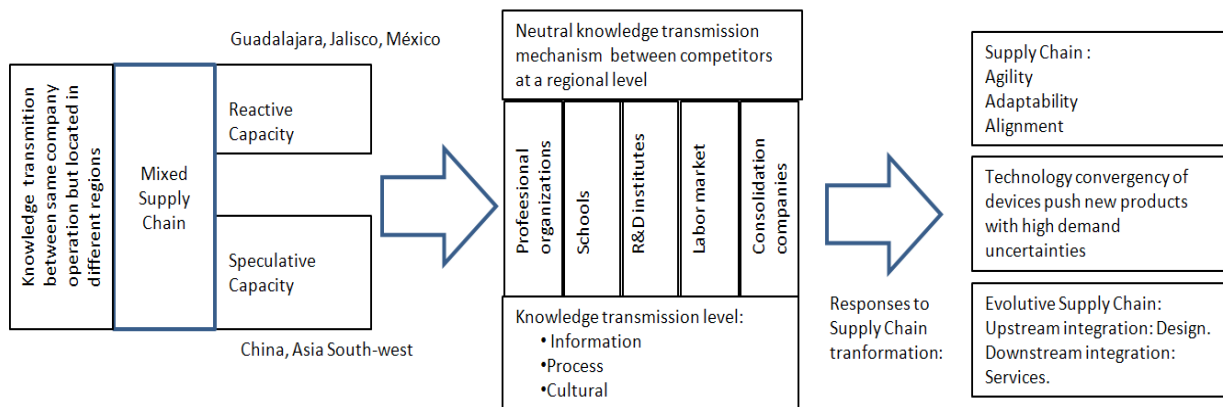 Guadalajara, Jalisco, México
Knowledge transmition
between same company
operation but located in
different regions
Mixed
Supply
Chain
Reactive
Capacity
Speculative
Capacity
China, Asia South-west
Neutral knowledge transmission
mechanism between competitors
at a regional level
Profeesional
organizations
Schools
R&D institutes
Labor market
Consolidation
companies
Knowledge transmission level:
• Information
•Process
•Cultural
Responses to
Supply Chain
tranformation:
Supply Chain :
Agility
Adaptability
Alignment
Technology convergency of
devices push new products
with high demand
uncertainties
Evolutive Supply Chain:
Upstream integration: Design.
Downstream integration:
Services.